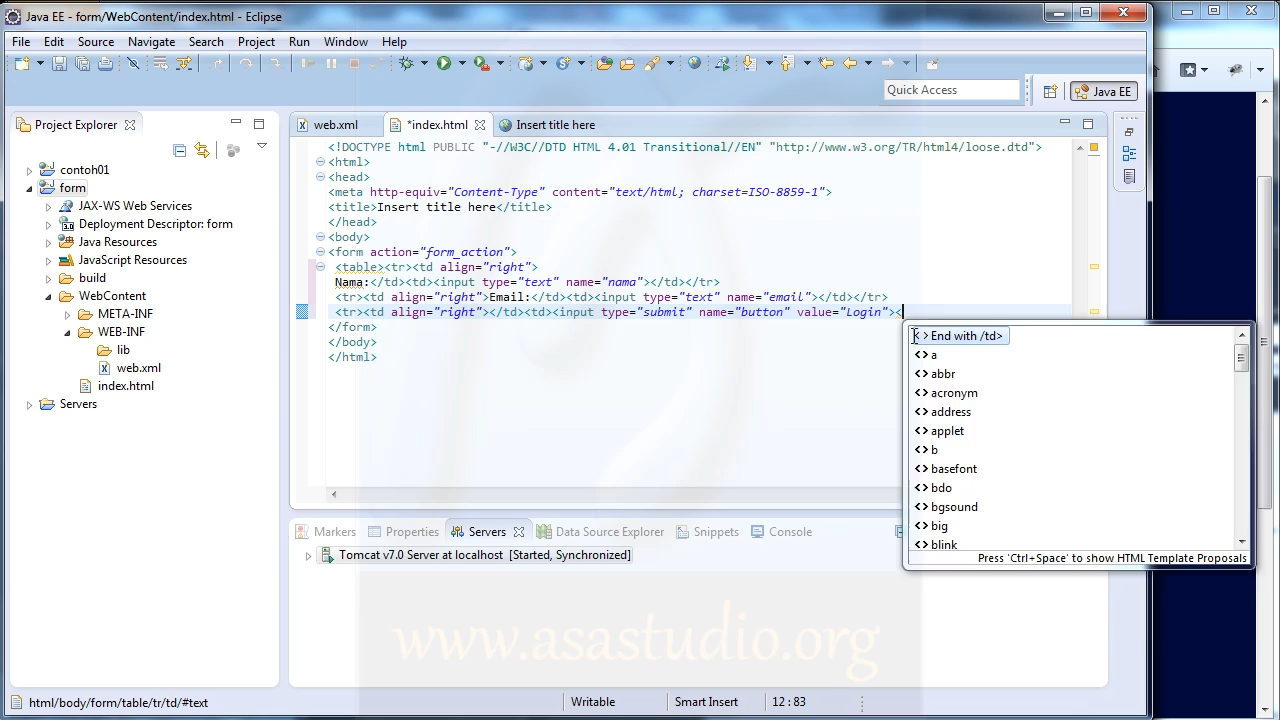 Java EE - form/WebContent/index.html - Eclipse
File Edit Source Navigate Search Project Run Window Help
Quick Access
Java EE
Project Explorer
web.xml
*index.html
Insert title here
contoh01
form
JAX-WS Web Services
Deployment Descriptor: form
Java Resources
JavaScript Resources
build
WebContent
META-INF
WEB-INF
lib
web.xml
index.html
Servers
<!DOCTYPE html PUBLIC "-//W3C//DTD HTML 4.01 Transitional//EN" "http://www.w3.org/TR/html4/loose.dtd">
<html>
<head>
<meta http-equiv="Content-Type" content="text/html; charset=ISO-8859-1">
<title>Insert title here</title>
</head>
<body>
<form action="form_action">
<table><tr><td align="right">
Nama:</td><td><input type="text" name="nama"></td></tr>
<tr><td align="right">Email:</td><td><input type="text" name="email"></td></tr>
<tr><td align="right"></td><td><input type="submit" name="button" value="Login"><
</form>
</body>
</html>
<> End with /td>
<> a
<> abbr
<> acronym
<> address
<> applet
<> b
<> basefont
<> bdo
<> bgsound
<> big
<> blink
Press 'Ctrl+Space' to show HTML Template Proposals
Markers Properties Servers Data Source Explorer Snippets Console
Tomcat v7.0 Server at localhost [Started, Synchronized]
www.asastudio.org
html/body/form/table/tr/td/#text
Writable
Smart Insert
12 : 83